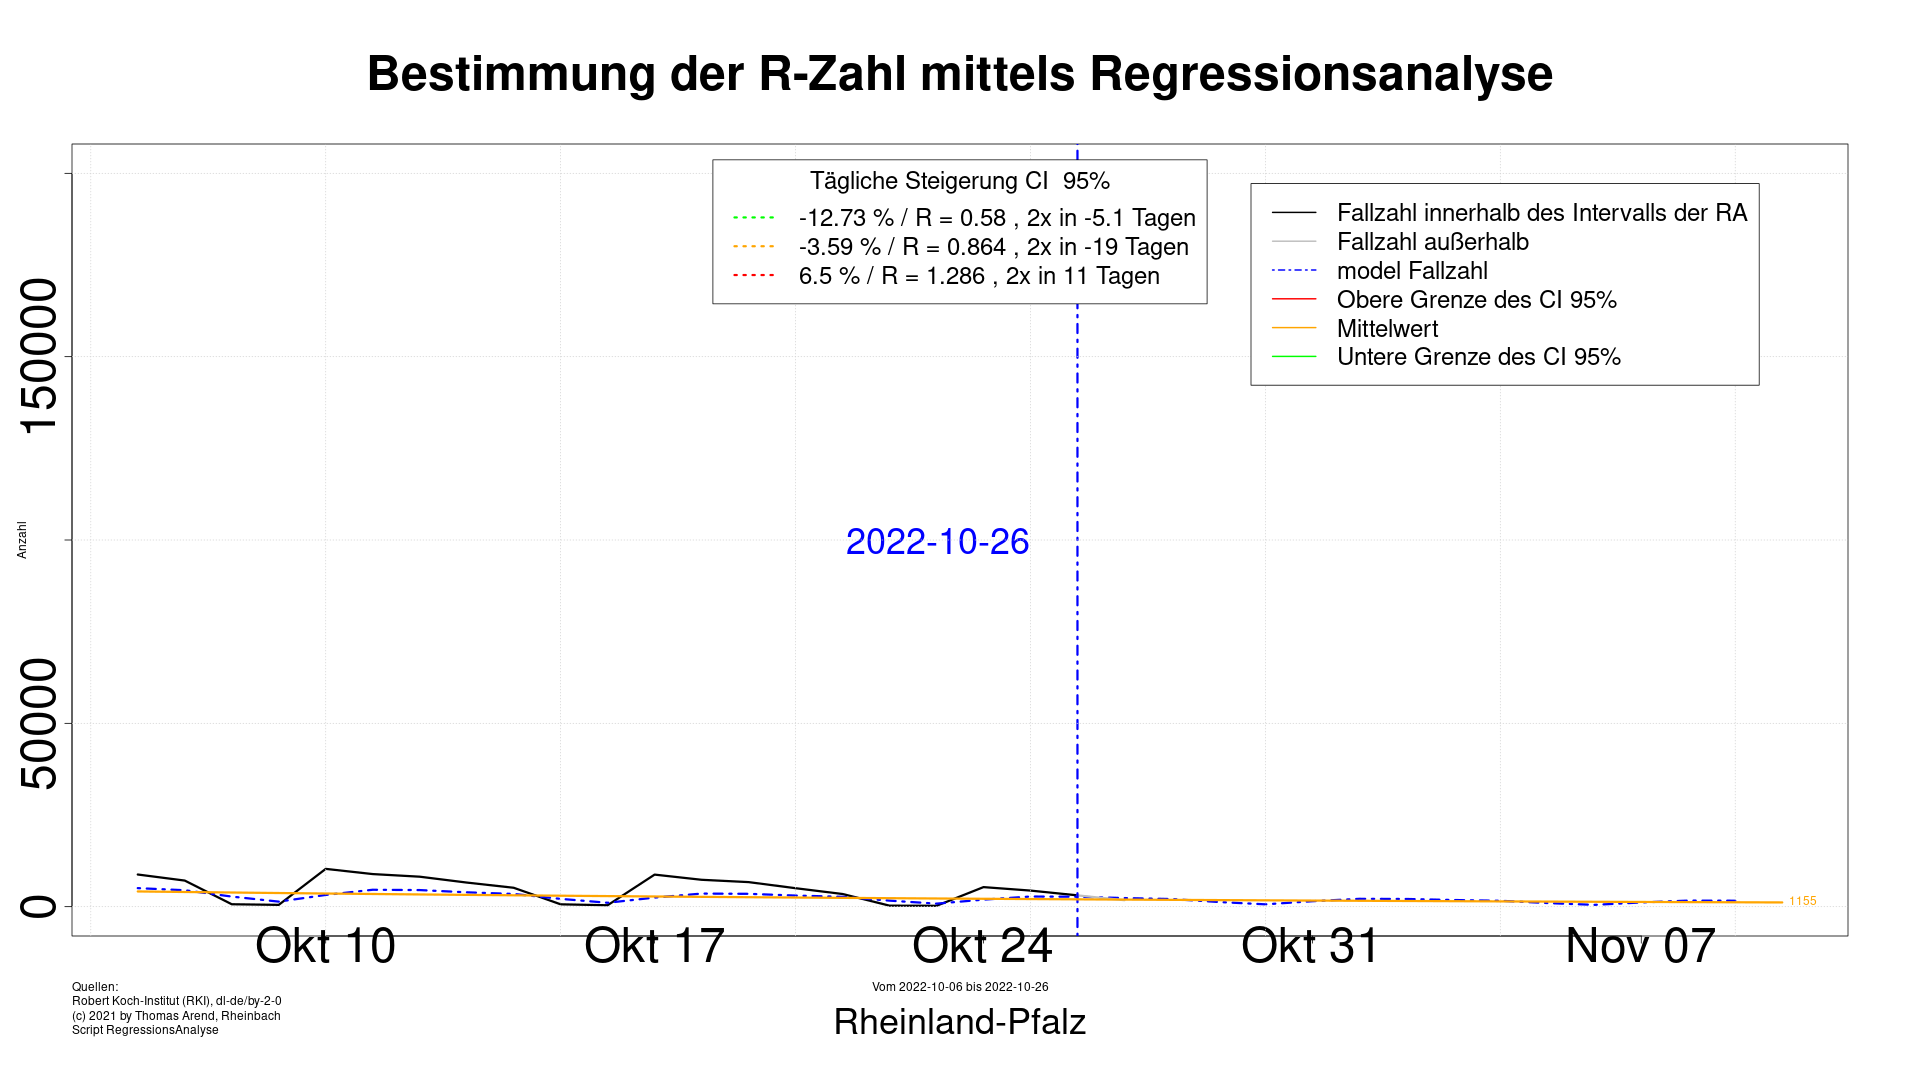 Bestimmung der R-Zahl mittels Regressionsanalyse
Tägliche Steigerung CI  95%
-12.73 % / R = 0.58 , 2x in -5.1 Tagen
-3.59 % / R = 0.864 , 2x in -19 Tagen
6.5 % / R = 1.286 , 2x in 11 Tagen
Fallzahl innerhalb des Intervalls der RA
Fallzahl außerhalb
model Fallzahl
Obere Grenze des CI 95%
Mittelwert
Untere Grenze des CI 95%
150000
50000
0
Anzahl
2022-10-26
1155
Okt 10
Okt 17
Okt 24
Okt 31
Nov 07
Quellen:
Robert Koch-Institut (RKI), dl-de/by-2-0
(c) 2021 by Thomas Arend, Rheinbach
Script RegressionsAnalyse
Vom 2022-10-06 bis 2022-10-26
Rheinland-Pfalz